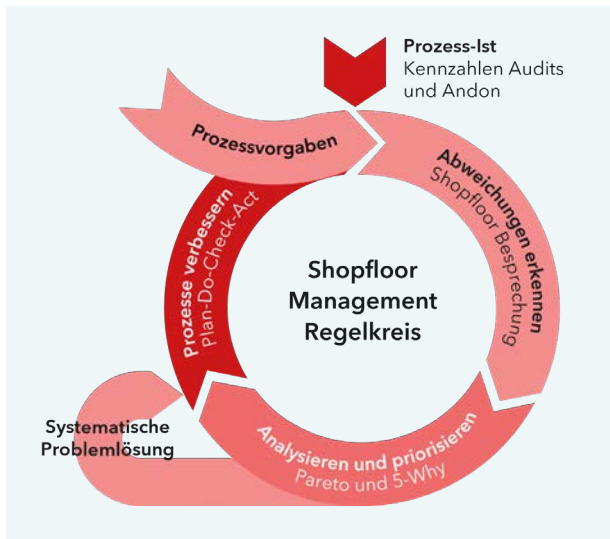 Prozess-Ist
Kennzahlen Audits
und Andon
Prozessvorgaben
Abweichungen erkennen
Shopfloor Besprechung
Shopfloor
Management
Regelkreis
Prozesse verbessern
Plan-Do-Check-Act
Systematische
Problemlösung
Analysieren und priorisieren
Pareto und 5-Why